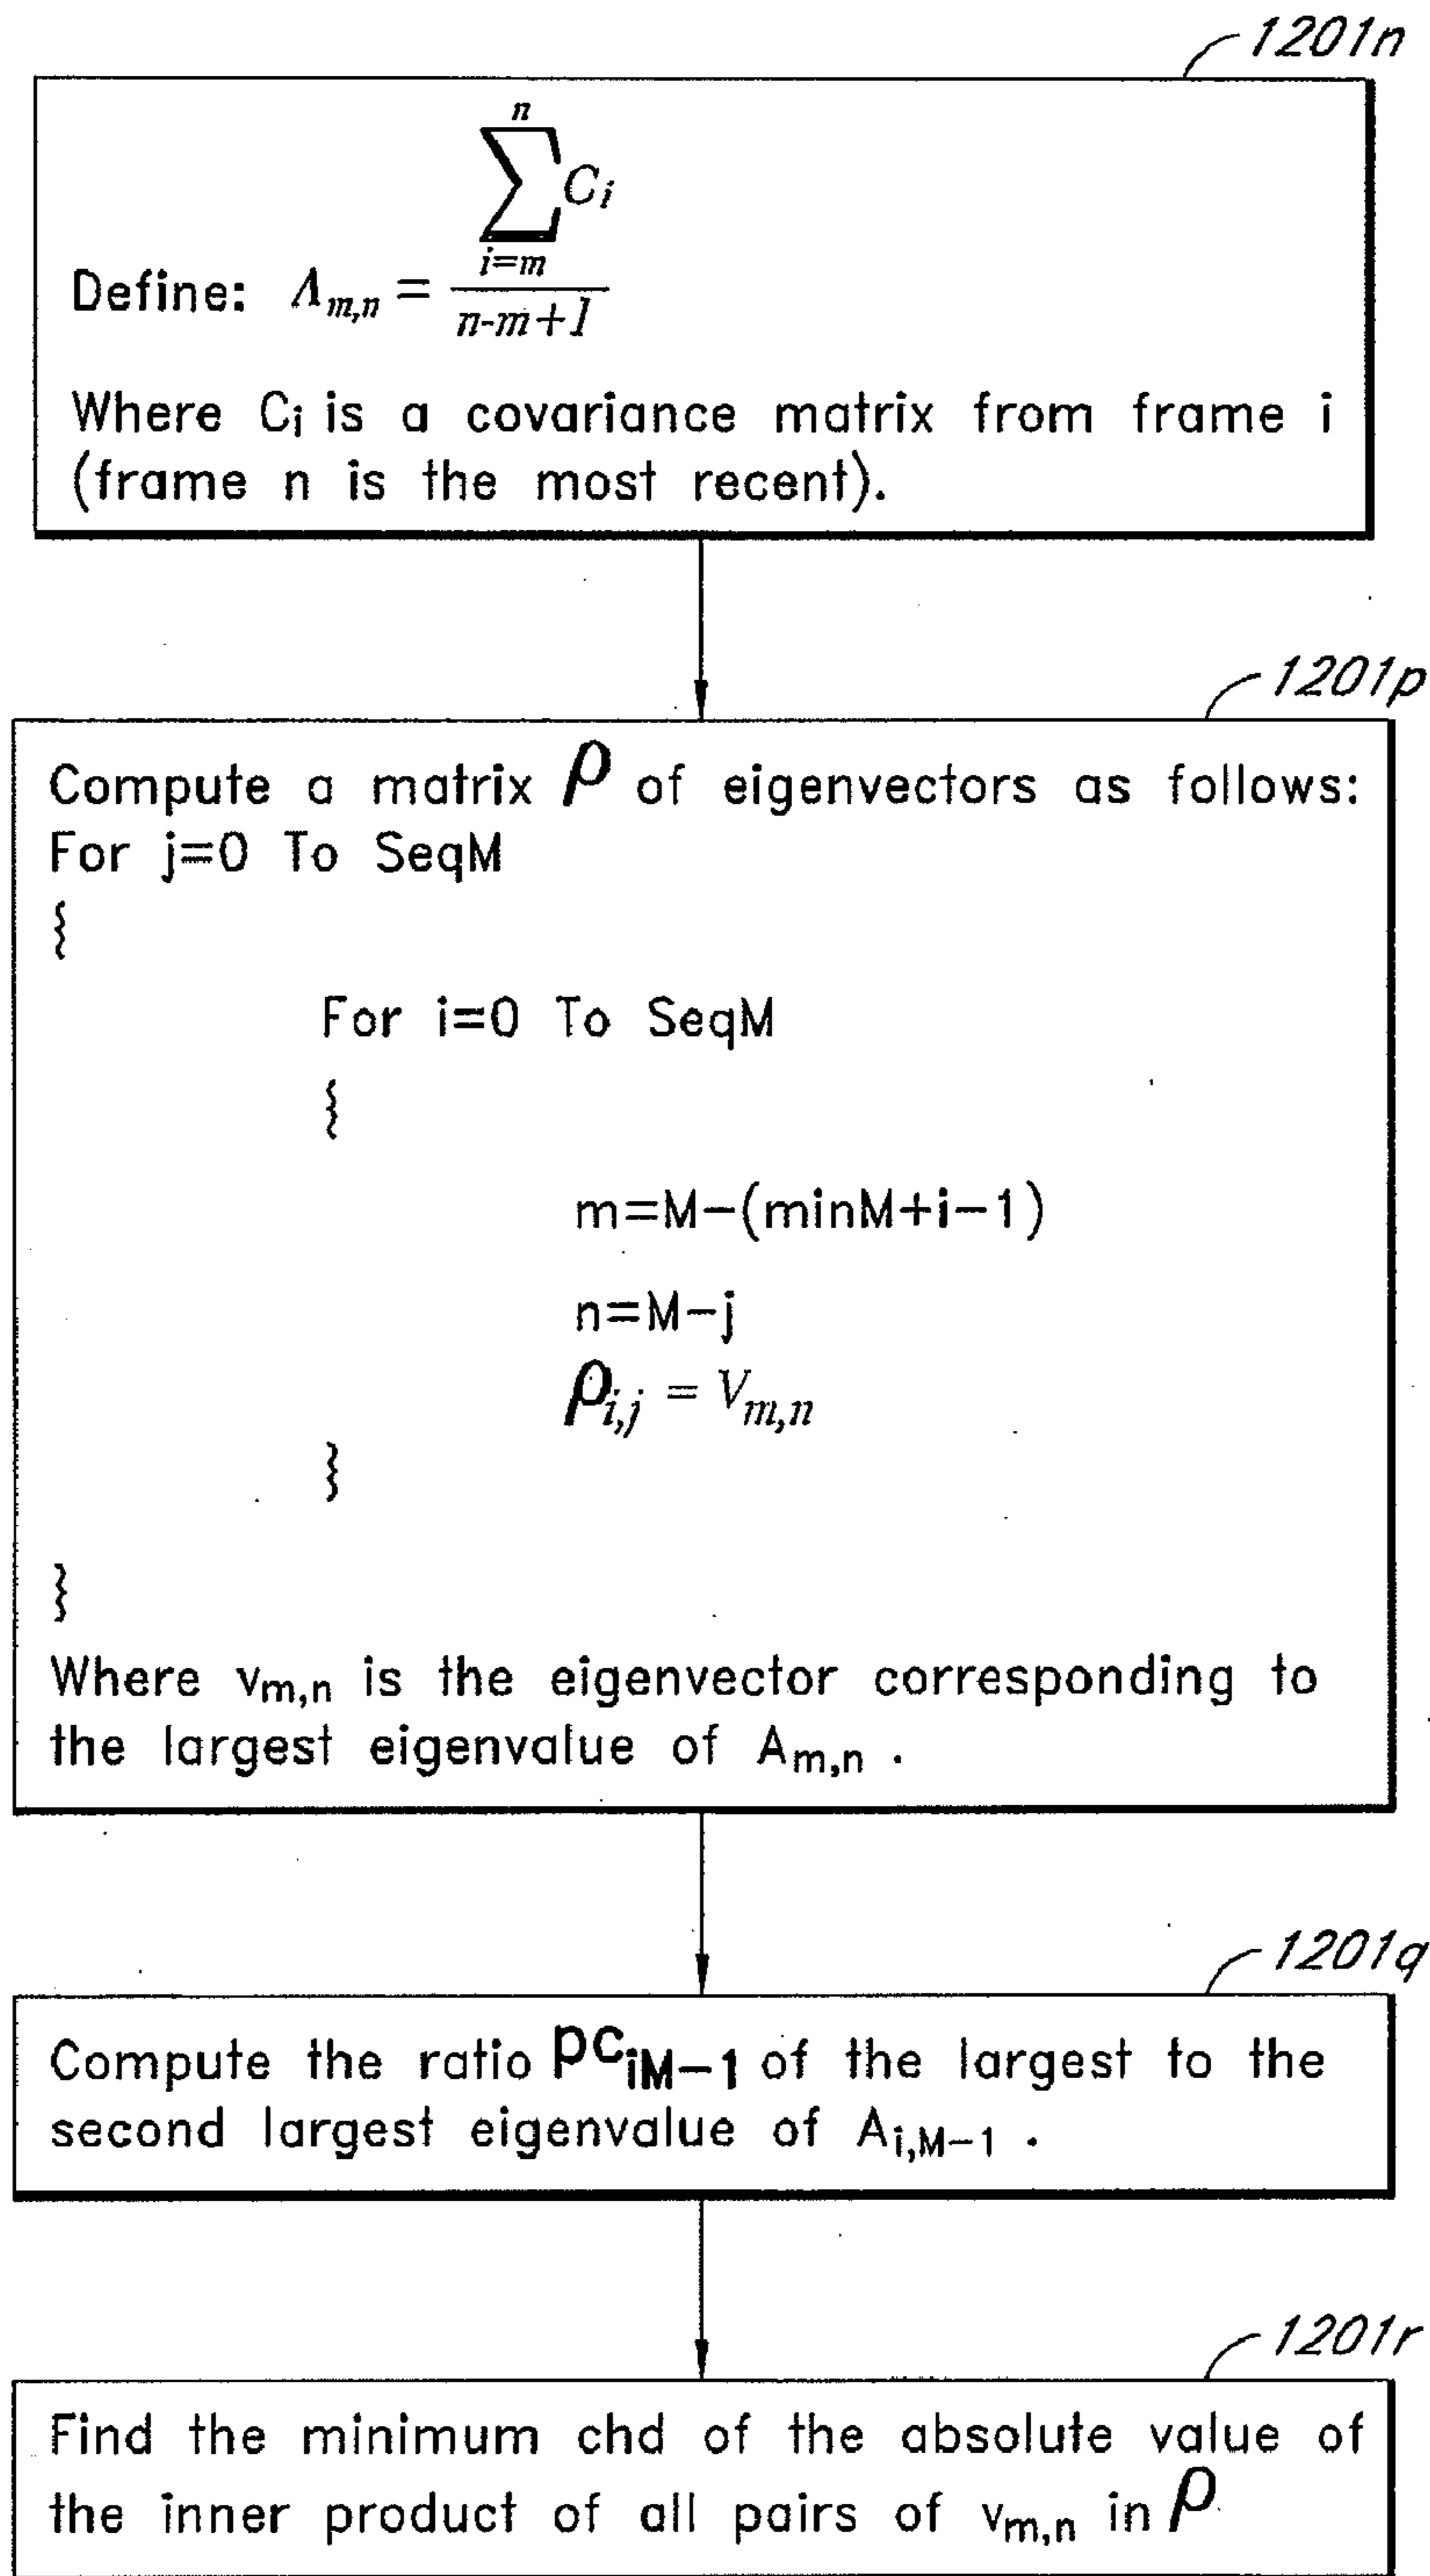 1201n
n
∑ Ci
i=m
Define: Λm,n =
n-m+1
Where Ci is a covariance matrix from frame i
(frame n is the most recent).
1201p
Compute a matrix ρ of eigenvectors as follows:
For j=0 To SeqM
{
For i=0 To SeqM
{
m=M-(minM+i-1)
n=M-j
ρi,j = Vm,n
}
}
Where vm,n is the eigenvector corresponding to
the largest eigenvalue of Am,n .
1201q
Compute the ratio pciM-1 of the largest to the
second largest eigenvalue of Ai,M-1 .
1201r
Find the minimum chd of the absolute value of
the inner product of all pairs of vm,n in ρ